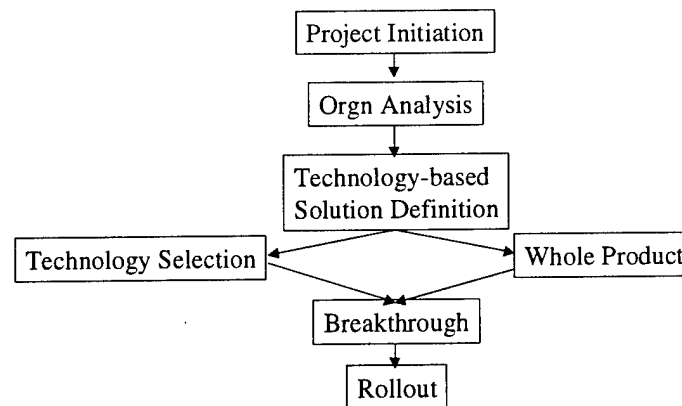 Project Initiation
Orgn Analysis
Technology-based
Solution Definition
Technology Selection
Whole Product
Breakthrough
Rollout